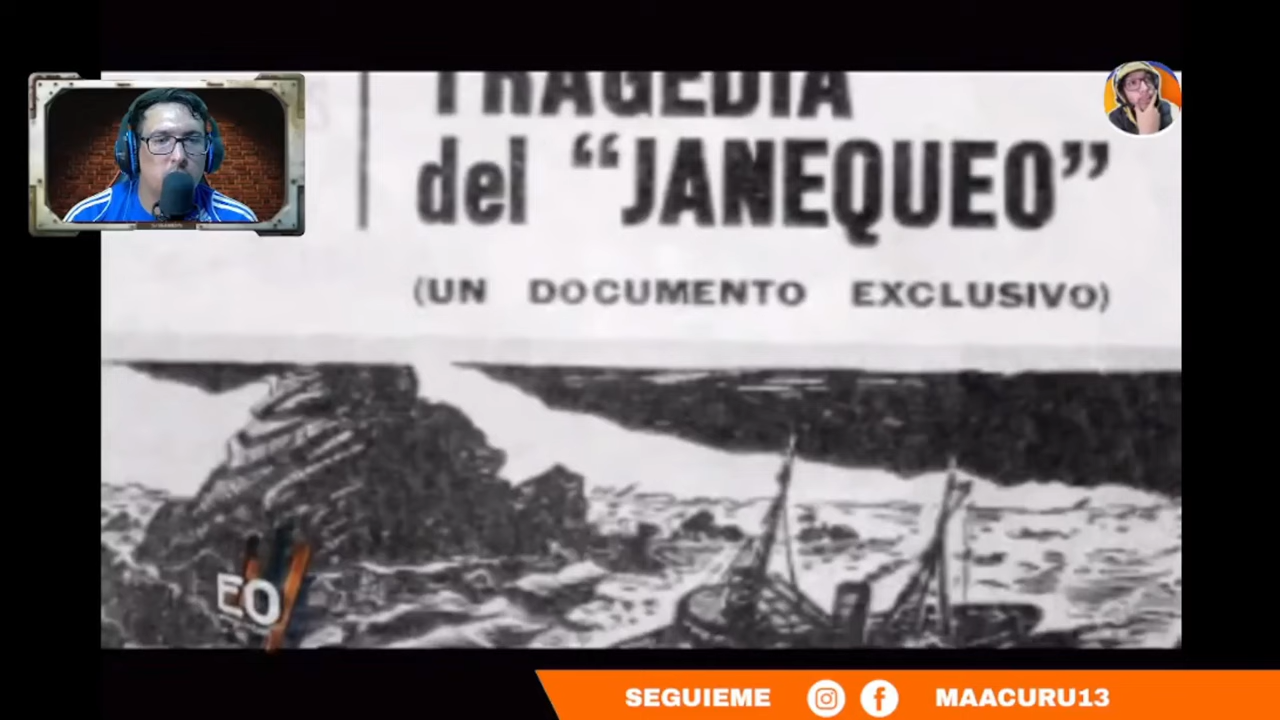 TRAGEDIA
del “JANEQUEO”
(UN DOCUMENTO EXCLUSIVO)
EO
SEGUIEME MAACURU13